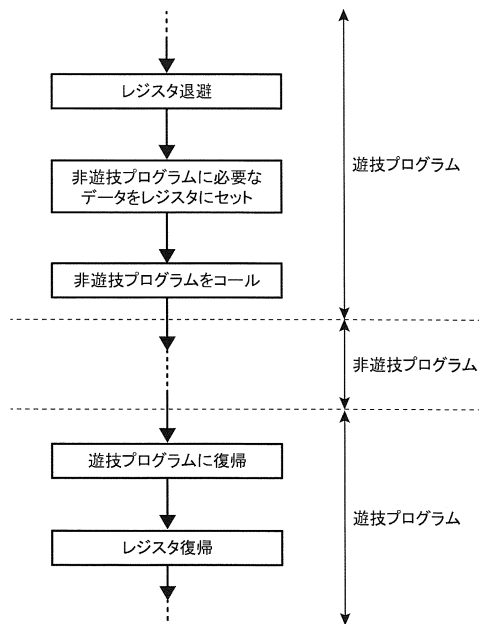 レジスタ退避
非遊技プログラムに必要な
データをレジスタにセット
遊技プログラム
非遊技プログラムをコール
非遊技プログラム
遊技プログラムに復帰
遊技プログラム
レジスタ復帰